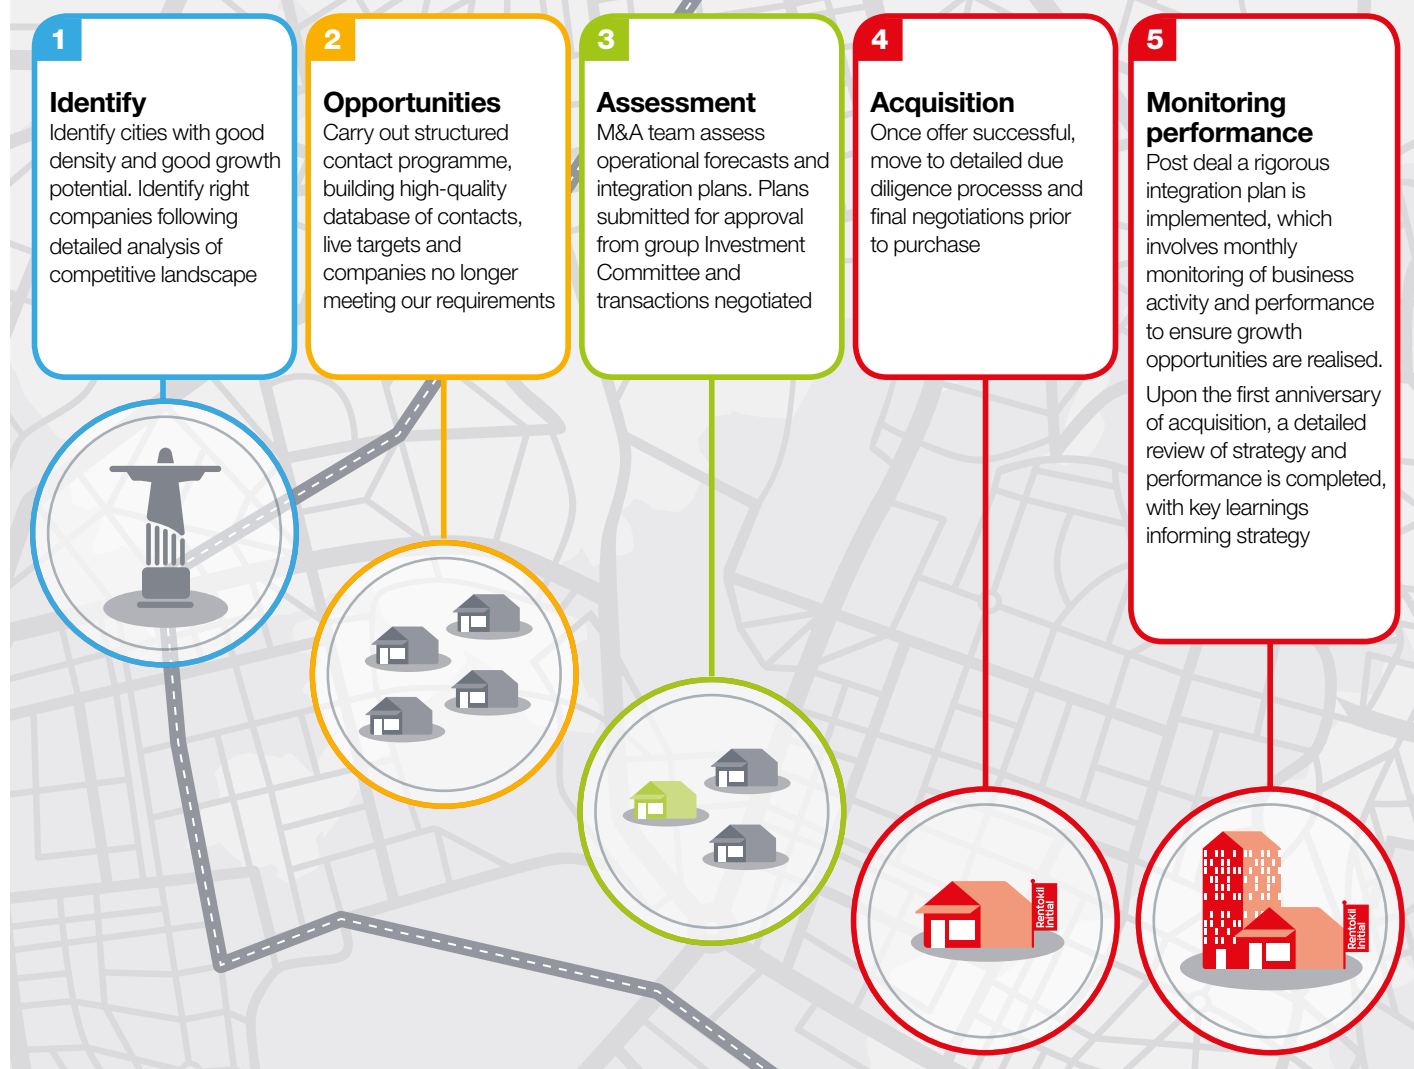 1
Identify
Identify cities with good
density and good growth
potential. Identify right
companies following
detailed analysis of
competitive landscape
2
Opportunities
Carry out structured
contact programme,
building high-quality
database of contacts,
live targets and
companies no longer
meeting our requirements
3
Assessment
M&A team assess
operational forecasts and
integration plans. Plans
submitted for approval
from group Investment
Committee and
transactions negotiated
4
Acquisition
Once offer successful,
move to detailed due
diligence processs and
final negotiations prior
to purchase
5
Monitoring
performance
Post deal a rigorous
integration plan is
implemented, which
involves monthly
monitoring of business
activity and performance
to ensure growth
opportunities are realised.
Upon the first anniversary
of acquisition, a detailed
review of strategy and
performance is completed,
with key learnings
informing strategy
Rentokil
Initial
Rentokil
Initial